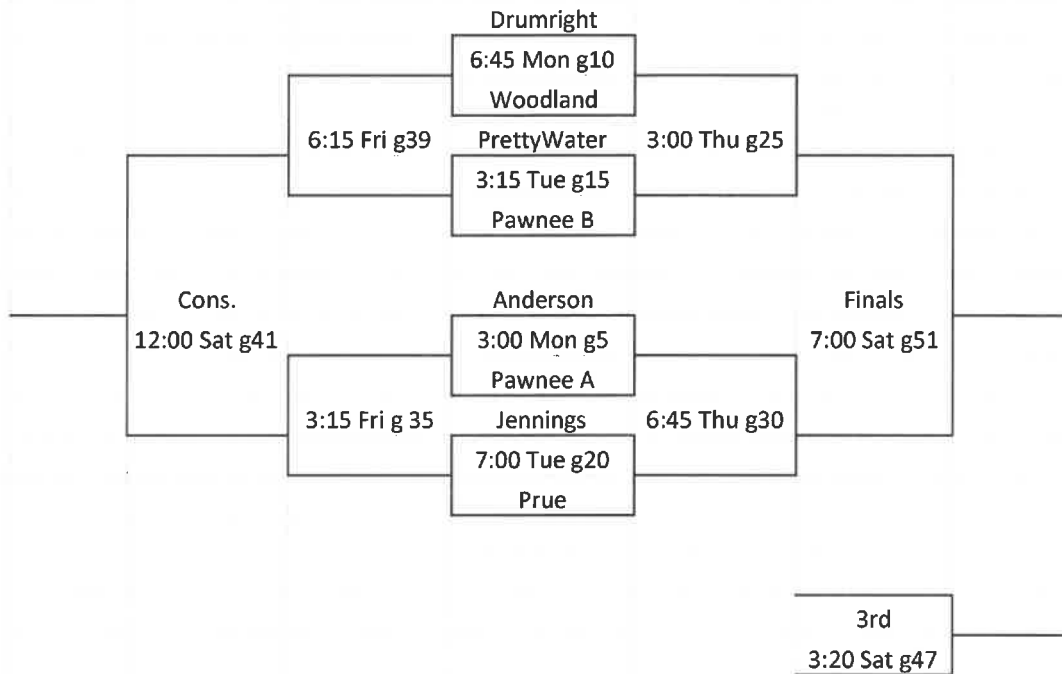 Drumright
6:45 Mon g10
Woodland
6:15 Fri g39
PrettyWater
3:00 Thu g25
3:15 Tue g15
Pawnee B
Cons.
12:00 Sat g41
Anderson
Finals
7:00 Sat g51
3:00 Mon g5
Pawnee A
3:15 Fri g 35
Jennings
6:45 Thu g30
7:00 Tue g20
Prue
3rd
3:20 Sat g47